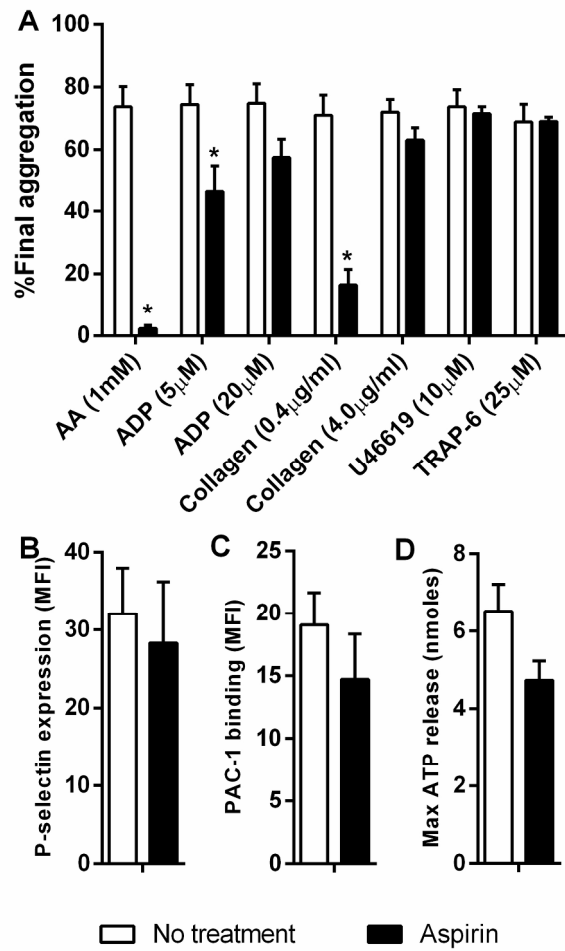 A
%Final aggregation
100
80
60
40
20
0
*
*
*
AA (1mM)
ADP (5µM)
ADP (20µM)
Collagen (0.4µg/ml)
Collagen (4.0µg/ml)
U46619 (10µM)
TRAP-6 (25µM)
B
P-selectin expression (MFI)
40
30
20
10
0
C
PAC-1 binding (MFI)
25
20
15
10
5
0
D
Max ATP release (nmoles)
8
6
4
2
0
No treatment
Aspirin